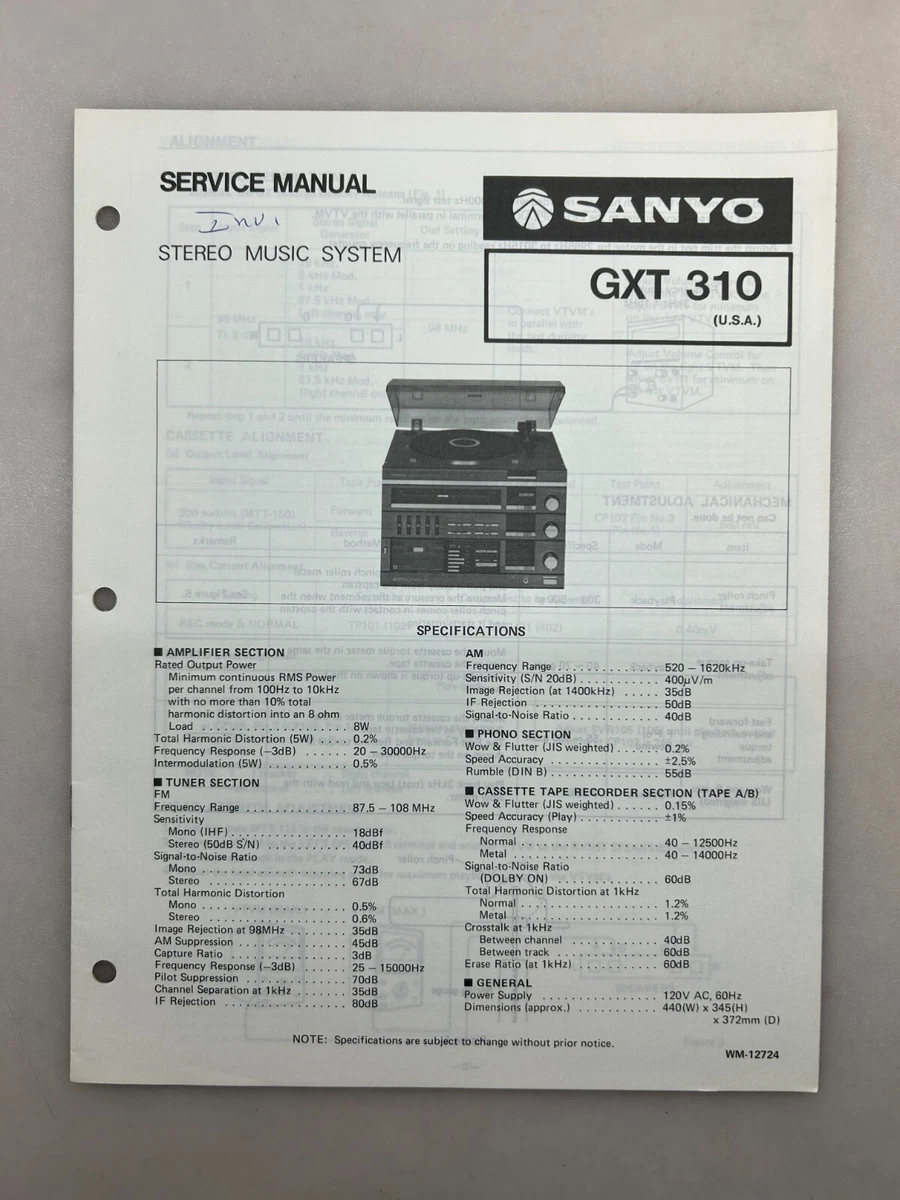 SERVICE MANUAL
STEREO MUSIC SYSTEM
SANYO
GXT 310
(U.S.A.)
SPECIFICATIONS
■ AMPLIFIER SECTION
Rated Output Power
Minimum continuous RMS Power
per channel from 100Hz to 10kHz
with no more than 10% total
harmonic distortion into an 8 ohm
Load . . . . . . . . . . . . . . . . . . . . 8W
Total Harmonic Distortion (5W) . . . . 0.2%
Frequency Response (−3dB) . . . . . . 20 − 30000Hz
Intermodulation (5W) . . . . . . . . . . . . 0.5%
■ TUNER SECTION
FM
Frequency Range . . . . . . . . . . . . . . 87.5 − 108 MHz
Sensitivity
Mono (IHF) . . . . . . . . . . . . . . . . 18dBf
Stereo (50dB S/N) . . . . . . . . . . . . 40dBf
Signal-to-Noise Ratio
Mono . . . . . . . . . . . . . . . . . . . . 73dB
Stereo . . . . . . . . . . . . . . . . . . . 67dB
Total Harmonic Distortion
Mono . . . . . . . . . . . . . . . . . . . . 0.5%
Stereo . . . . . . . . . . . . . . . . . . . 0.6%
Image Rejection at 98MHz . . . . . . . . 35dB
AM Suppression . . . . . . . . . . . . . . . 45dB
Capture Ratio . . . . . . . . . . . . . . . . 3dB
Frequency Response (−3dB) . . . . . . 25 − 15000Hz
Pilot Suppression . . . . . . . . . . . . . . 70dB
Channel Separation at 1kHz . . . . . . . 35dB
IF Rejection . . . . . . . . . . . . . . . . . 80dB
AM
Frequency Range . . . . . . . . . . . . . . 520 − 1620kHz
Sensitivity (S/N 20dB) . . . . . . . . . . . 400μV/m
Image Rejection (at 1400kHz) . . . . . 35dB
IF Rejection . . . . . . . . . . . . . . . . . 50dB
Signal-to-Noise Ratio . . . . . . . . . . . . 40dB
■ PHONO SECTION
Wow & Flutter (JIS weighted) . . . . . . 0.2%
Speed Accuracy . . . . . . . . . . . . . . . ±2.5%
Rumble (DIN B) . . . . . . . . . . . . . . . 55dB
■ CASSETTE TAPE RECORDER SECTION (TAPE A/B)
Wow & Flutter (JIS weighted) . . . . . . 0.15%
Speed Accuracy (Play) . . . . . . . . . . . ±1%
Frequency Response
Normal . . . . . . . . . . . . . . . . . . . 40 − 12500Hz
Metal . . . . . . . . . . . . . . . . . . . . 40 − 14000Hz
Signal-to-Noise Ratio
(DOLBY ON) . . . . . . . . . . . . . . 60dB
Total Harmonic Distortion at 1kHz
Normal . . . . . . . . . . . . . . . . . . . 1.2%
Metal . . . . . . . . . . . . . . . . . . . . 1.2%
Crosstalk at 1kHz
Between channel . . . . . . . . . . . . 40dB
Between track . . . . . . . . . . . . . . 60dB
Erase Ratio (at 1kHz) . . . . . . . . . . . 60dB
■ GENERAL
Power Supply . . . . . . . . . . . . . . . . 120V AC, 60Hz
Dimensions (approx.) . . . . . . . . . . . 440(W) x 345(H)
x 372mm (D)
NOTE: Specifications are subject to change without prior notice.
WM-12724